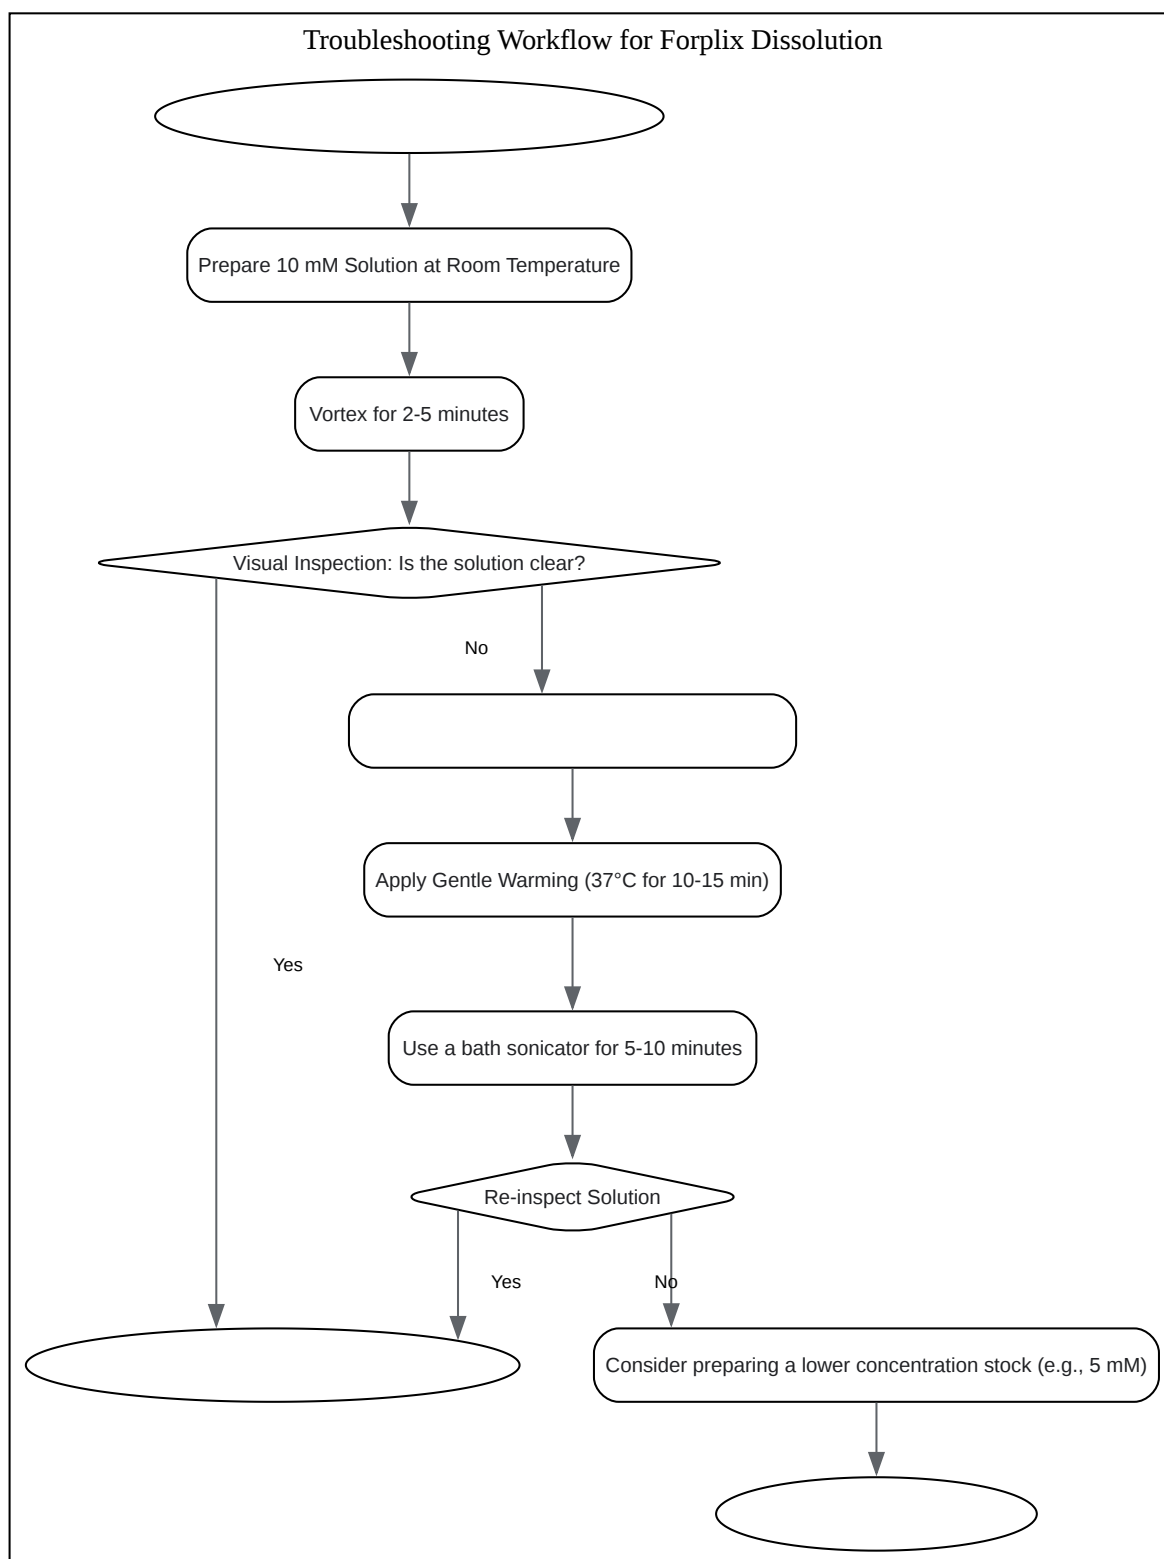 Troubleshooting Workflow for Forplix Dissolution
Prepare 10 mM Solution at Room Temperature
Vortex for 2-5 minutes
Visual Inspection: Is the solution clear?
No
Apply Gentle Warming (37°C for 10-15 min)
Yes
Use a bath sonicator for 5-10 minutes
Re-inspect Solution
Yes
No
Consider preparing a lower concentration stock (e.g., 5 mM)